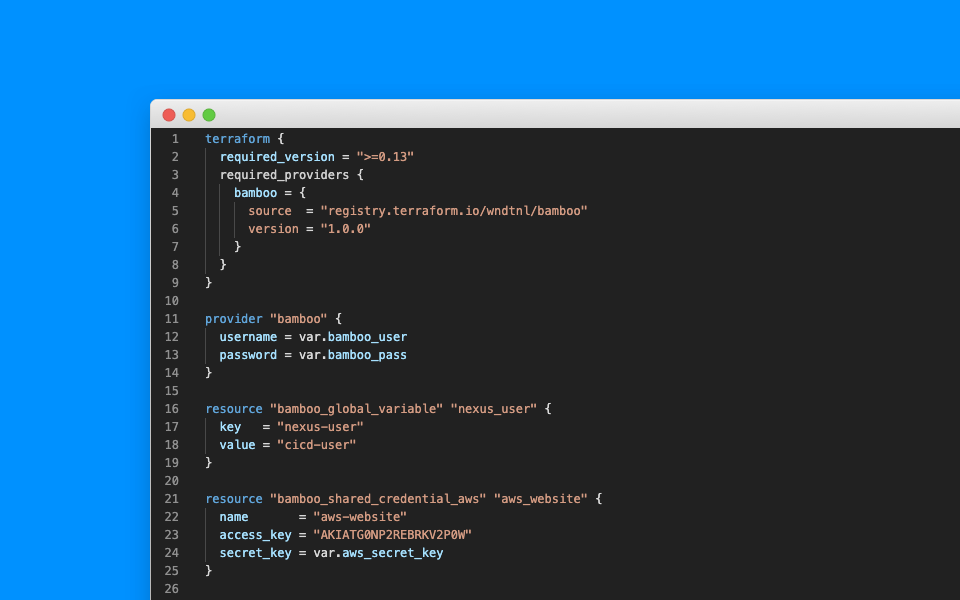 1 terraform {
2   required_version = ">=0.13"
3   required_providers {
4     bamboo = {
5       source  = "registry.terraform.io/wndtnl/bamboo"
6       version = "1.0.0"
7     }
8   }
9 }
10
11 provider "bamboo" {
12   username = var.bamboo_user
13   password = var.bamboo_pass
14 }
15
16 resource "bamboo_global_variable" "nexus_user" {
17   key   = "nexus-user"
18   value = "cicd-user"
19 }
20
21 resource "bamboo_shared_credential_aws" "aws_website" {
22   name       = "aws-website"
23   access_key = "AKIATG0NP2REBRKV2P0W"
24   secret_key = var.aws_secret_key
25 }
26